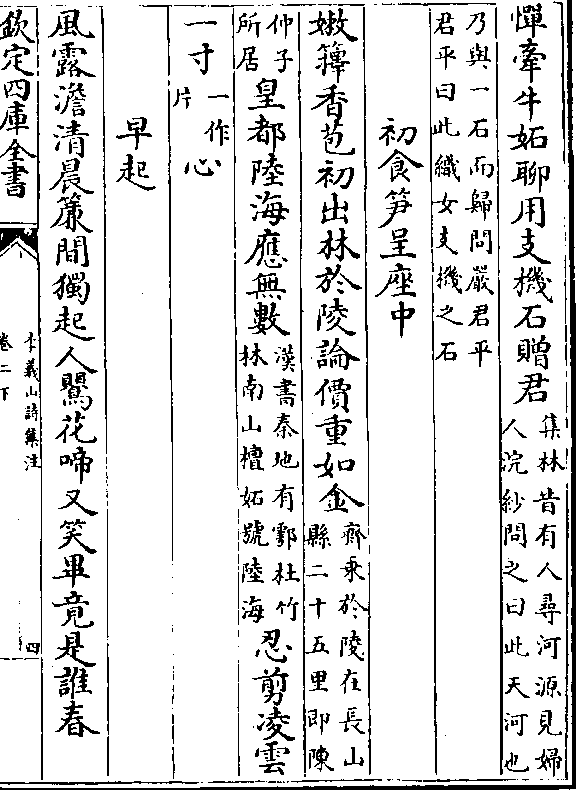 憚牽牛妬聊用支機石贈君集林昔有人尋河源見婦
人浣紗問之曰此天河也
乃與一石而歸問嚴君平
君平曰此織女支機之石
初食笋呈座中
嫩籜香苞初出林於陵論價重如金齊乘於陵在長山
縣二十五里即陳
仲子
所居皇都陸海應無數漢書秦地有鄠杜竹
林南山檀妬號陸海忍剪凌雲
一寸一作
片心
早起
風露澹清晨簾間獨起人鸎花啼又笑畢竟是誰春
欽定四庫全書
李義山詩集注
卷二下
四